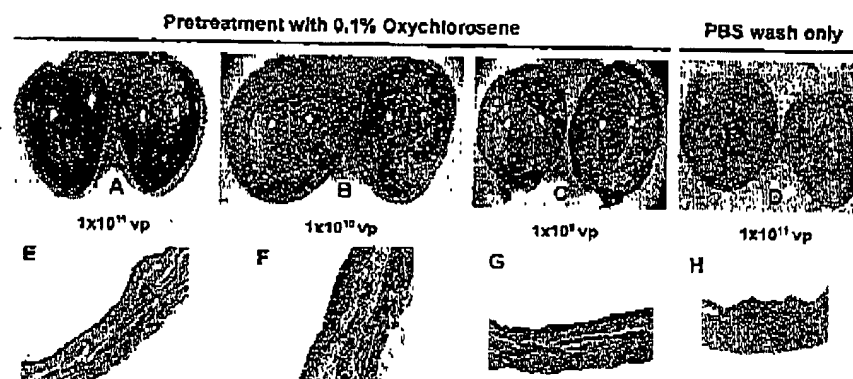 Pretreatment with 0.1% Oxychlorosene PBS wash only
A B C D
1x10¹¹ vp 1x10¹⁰ vp 1x10⁹ vp 1x10¹¹ vp
E F G H